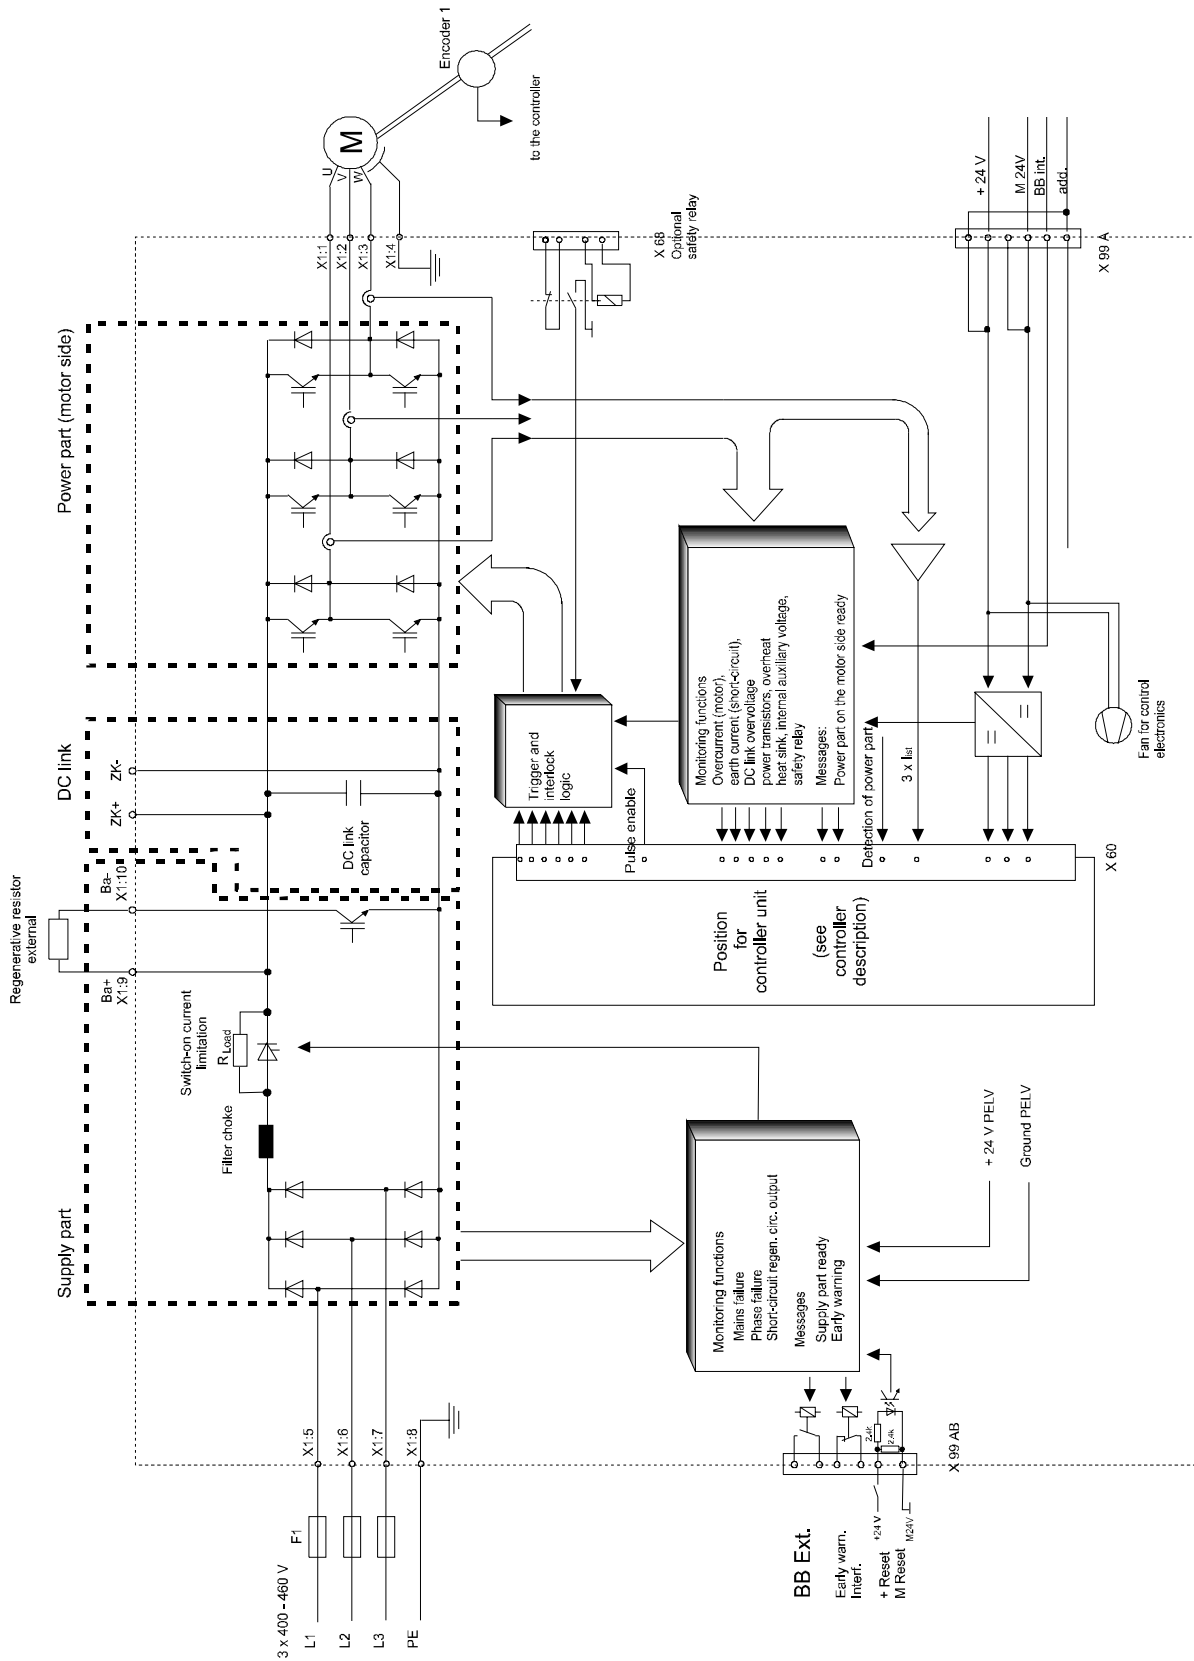 Supply part
DC link
Power part (motor side)
Regenerative resistor
external
Ba+
X1:9
Ba-
X1:10
ZK+
ZK-
Switch-on current
limitation
R Load
Filter choke
DC link
capacitor
3 x 400 - 460 V
F1
L1
L2
L3
PE
X1:5
X1:6
X1:7
X1:8
X1:1
X1:2
X1:3
X1:4
U
V
W
M
Encoder 1
to the controller
X 68
Optional
safety relay
Trigger and
interlock
logic
Pulse enable
Monitoring functions
Overcurrent (motor),
earth current (short-circuit),
DC link overvoltage
power transistors, overheat
heat sink, internal auxiliary voltage,
safety relay
Messages:
Power part on the motor side ready
Detection of power part
3 x Iist
Position
for
controller unit
(see
controller
description)
X 60
+ 24 V
M 24V
BB int.
add.
X 99 A
=
=
Fan for control
electronics
Monitoring functions
Mains failure
Phase failure
Short-circuit regen. circ. output
Messages
Supply part ready
Early warning
+ 24 V PELV
Ground PELV
2.4k
2.4k
X 99 AB
BB Ext.
Early warn.
Interf.
+24 V
M24V
+ Reset
M Reset